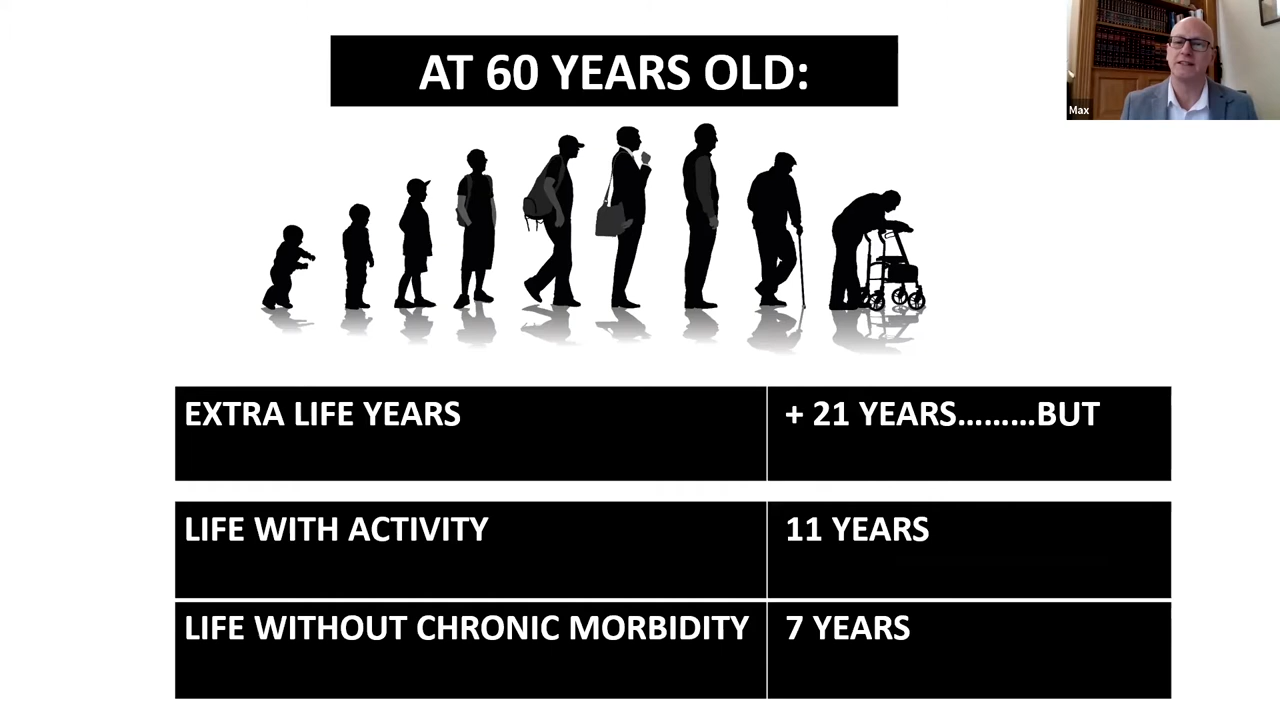 AT 60 YEARS OLD:
Max
EXTRA LIFE YEARS
+ 21 YEARS.........BUT
LIFE WITH ACTIVITY
11 YEARS
LIFE WITHOUT CHRONIC MORBIDITY
7 YEARS